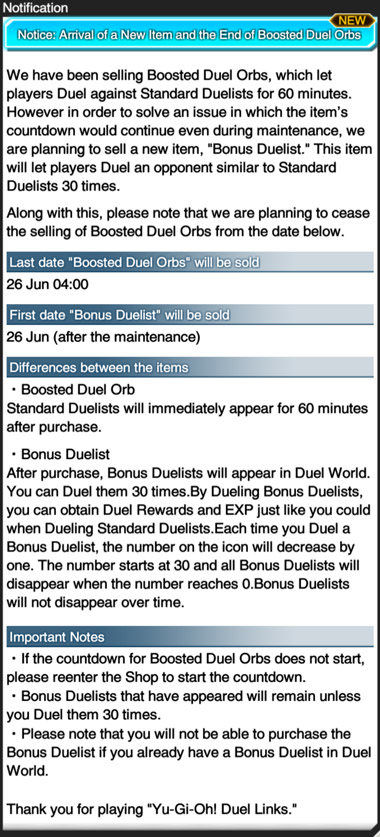 Notification
NEW
Notice: Arrival of a New Item and the End of Boosted Duel Orbs
We have been selling Boosted Duel Orbs, which let
players Duel against Standard Duelists for 60 minutes.
However in order to solve an issue in which the item's
countdown would continue even during maintenance, we
are planning to sell a new item, "Bonus Duelist." This item
will let players Duel an opponent similar to Standard
Duelists 30 times.
Along with this, please note that we are planning to cease
the selling of Boosted Duel Orbs from the date below.
Last date "Boosted Duel Orbs" will be sold
26 Jun 04:00
First date "Bonus Duelist" will be sold
26 Jun (after the maintenance)
Differences between the items
・Boosted Duel Orb
Standard Duelists will immediately appear for 60 minutes
after purchase.
・Bonus Duelist
After purchase, Bonus Duelists will appear in Duel World.
You can Duel them 30 times.By Dueling Bonus Duelists,
you can obtain Duel Rewards and EXP just like you could
when Dueling Standard Duelists.Each time you Duel a
Bonus Duelist, the number on the icon will decrease by
one. The number starts at 30 and all Bonus Duelists will
disappear when the number reaches 0.Bonus Duelists
will not disappear over time.
Important Notes
・If the countdown for Boosted Duel Orbs does not start,
please reenter the Shop to start the countdown.
・Bonus Duelists that have appeared will remain unless
you Duel them 30 times.
・Please note that you will not be able to purchase the
Bonus Duelist if you already have a Bonus Duelist in Duel
World.
Thank you for playing "Yu-Gi-Oh! Duel Links."